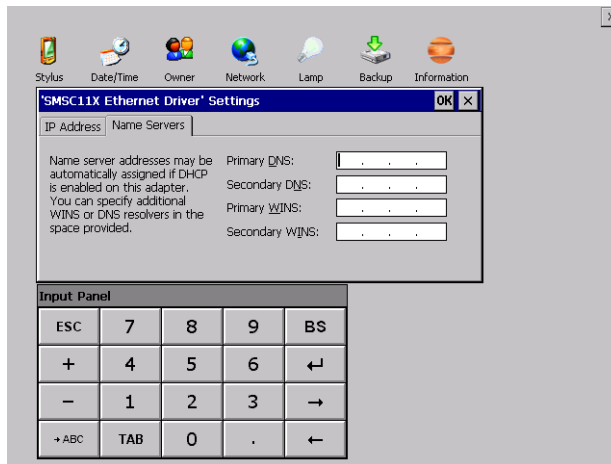 Stylus Date/Time Owner Network Lamp Backup Information
'SMSC11X Ethernet Driver' Settings OK ×
IP Address Name Servers
Name server addresses may be
automatically assigned if DHCP
is enabled on this adapter.
You can specify additional
WINS or DNS resolvers in the
space provided.
Primary DNS: . . .
Secondary DNS: . . .
Primary WINS: . . .
Secondary WINS: . . .
Input Panel
ESC 7 8 9 BS
+ 4 5 6 ↵
− 1 2 3 →
→ABC TAB 0 . ←